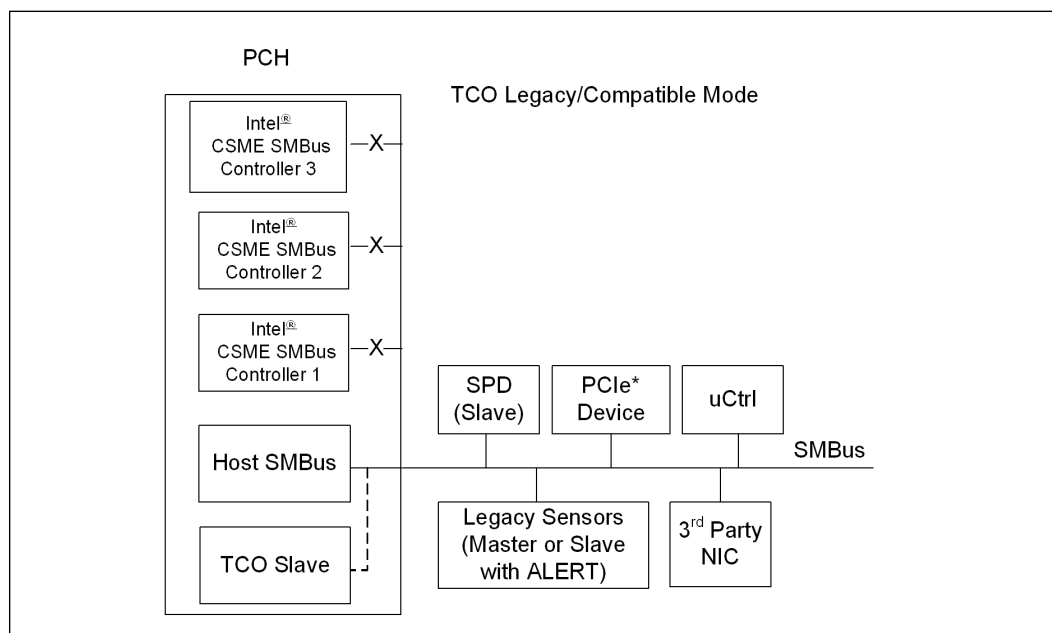 PCH
TCO Legacy/Compatible Mode
Intel®
CSME SMBus
Controller 3
X
Intel®
CSME SMBus
Controller 2
X
Intel®
CSME SMBus
Controller 1
X
SPD
(Slave)
PCIe*
Device
uCtrl
Host SMBus
SMBus
TCO Slave
Legacy Sensors
(Master or Slave
with ALERT)
3rd Party
NIC